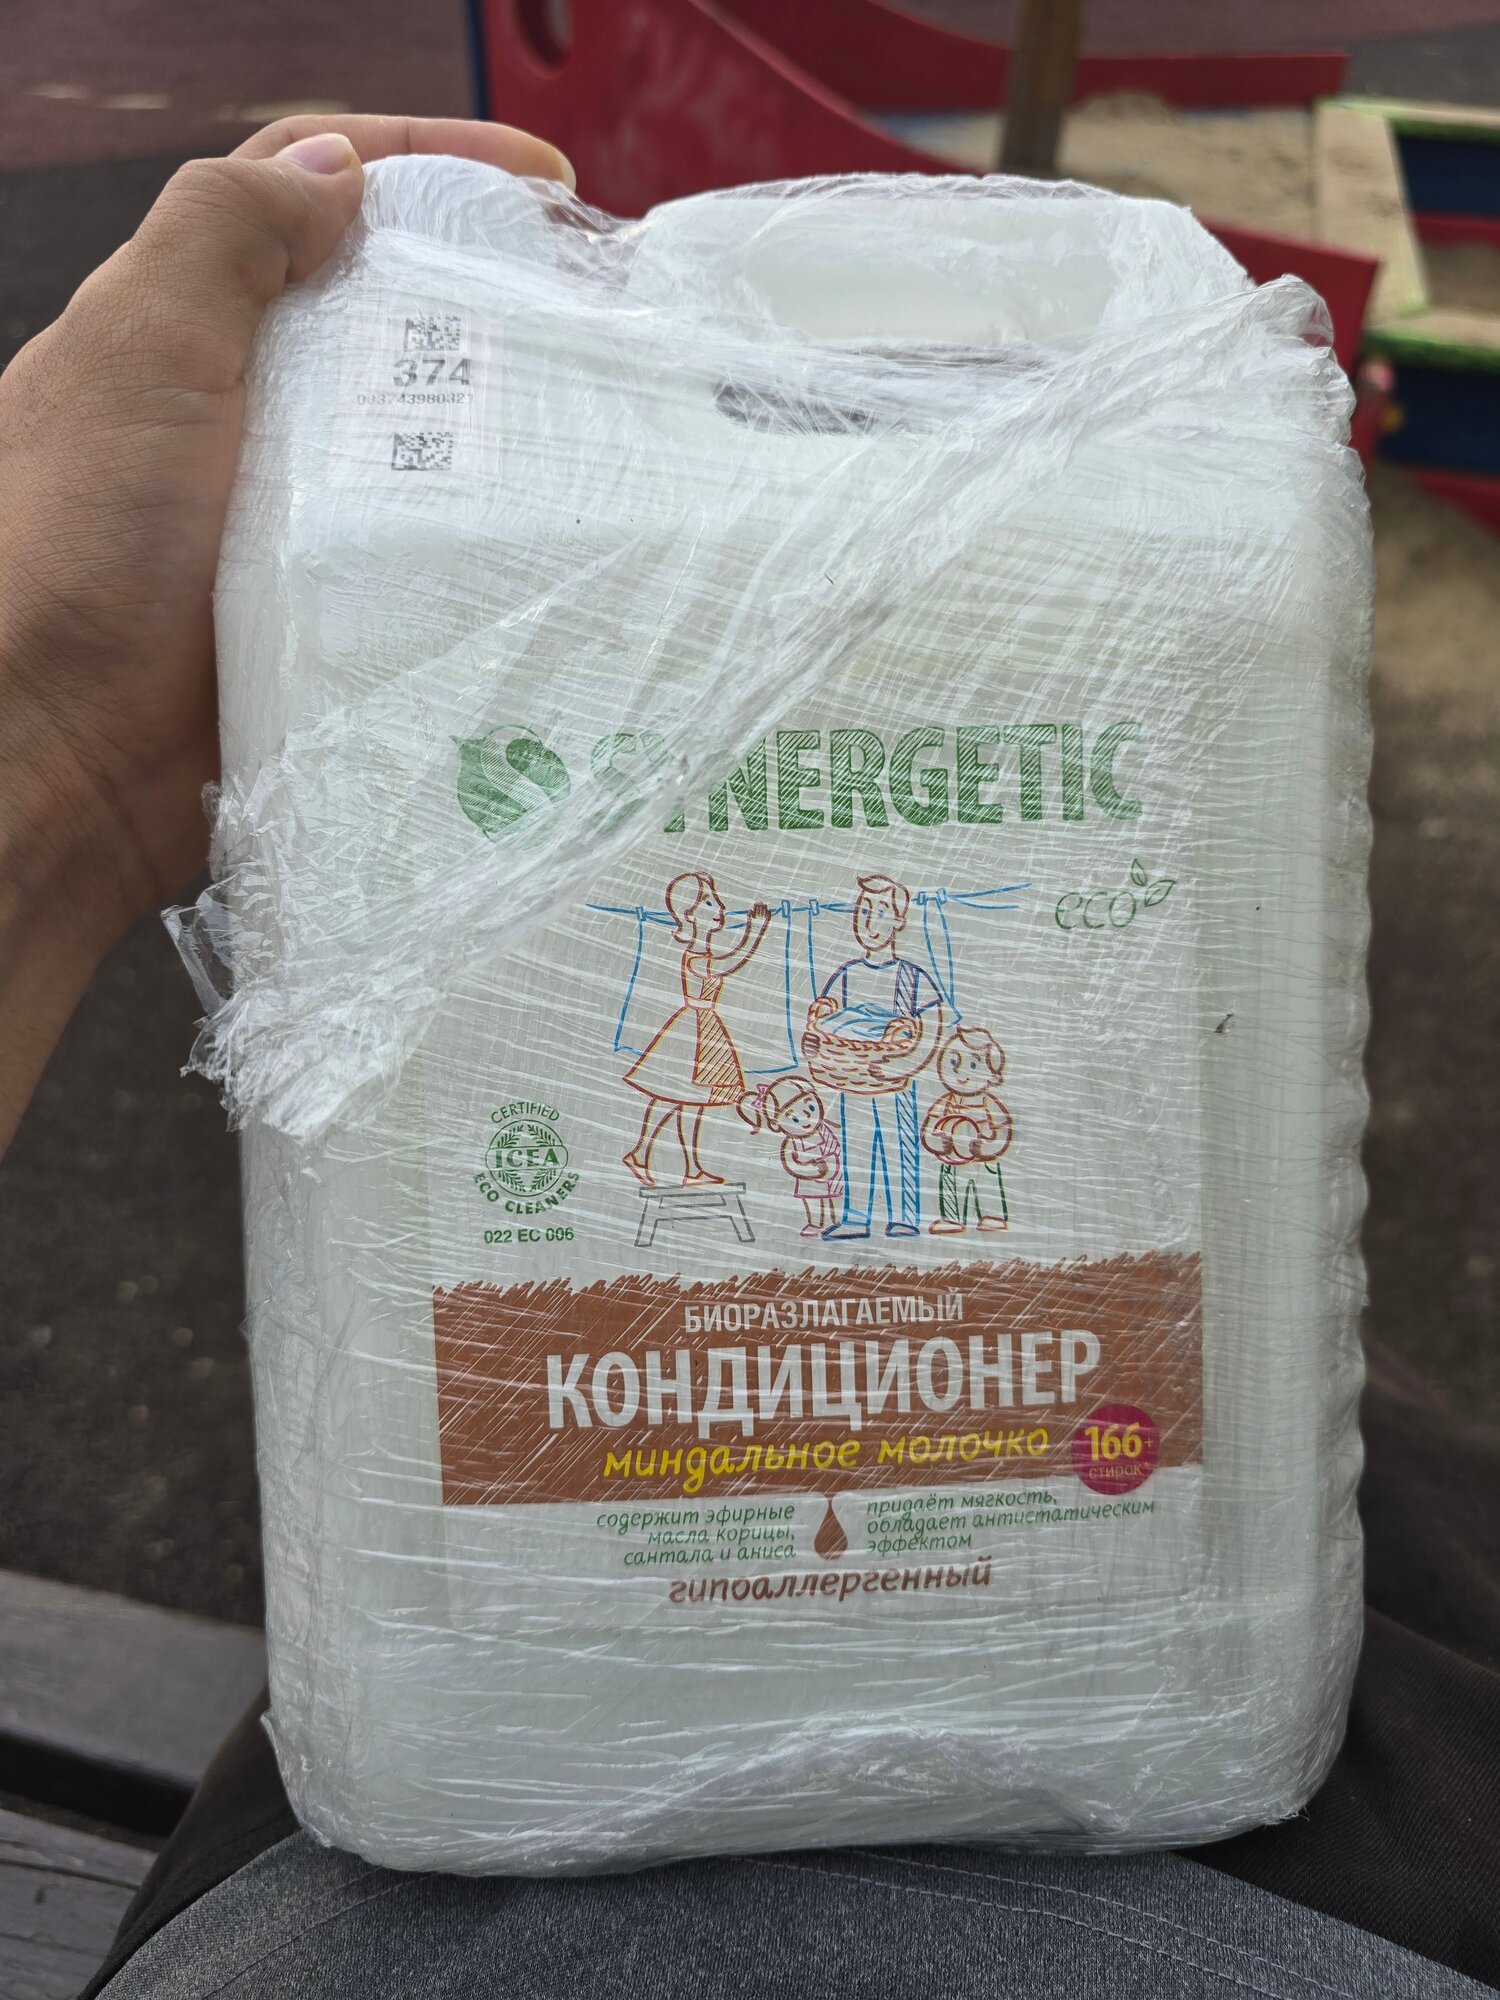 374
093743980321
SYNERGETIC
eco
CERTIFIED
ICEA
ECO CLEANERS
022 EC 006
БИОРАЗЛАГАЕМЫЙ
КОНДИЦИОНЕР
миндальное молочко
166+
стирок*
содержит эфирные
масла корицы,
сантала и аниса
придаёт мягкость,
обладает антистатическим
эффектом
гипоаллергенный